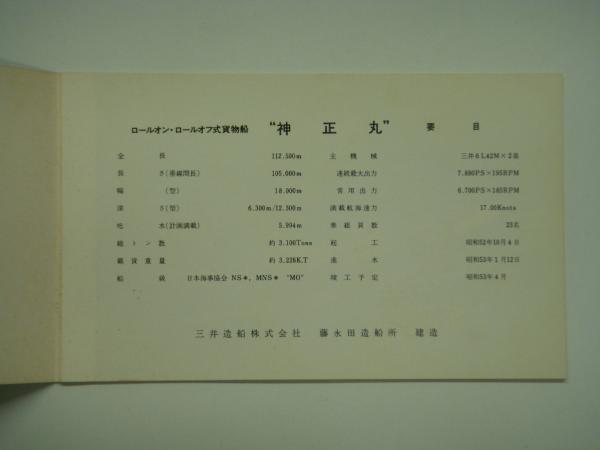 ロールオン・ロールオフ式貨物船 “神正丸” 要目
全長 112.500m 主機械 三井6L42M×2基
長さ(垂線間長) 105.000m 連続最大出力 7,880PS×195RPM
幅(型) 18.000m 常用出力 6,700PS×185RPM
深さ(型) 6.300m/12.300m 満載航海速力 17.00Knots
吃水(計画満載) 5.994m 乗組員数 23名
総トン数 約3,100Tons 起工 昭和52年10月4日
載貨重量 約3,228K.T 進水 昭和53年1月12日
船級 日本海事協会 NS*, MNS* “MO” 竣工予定 昭和53年4月
三井造船株式会社 藤永田造船所 建造